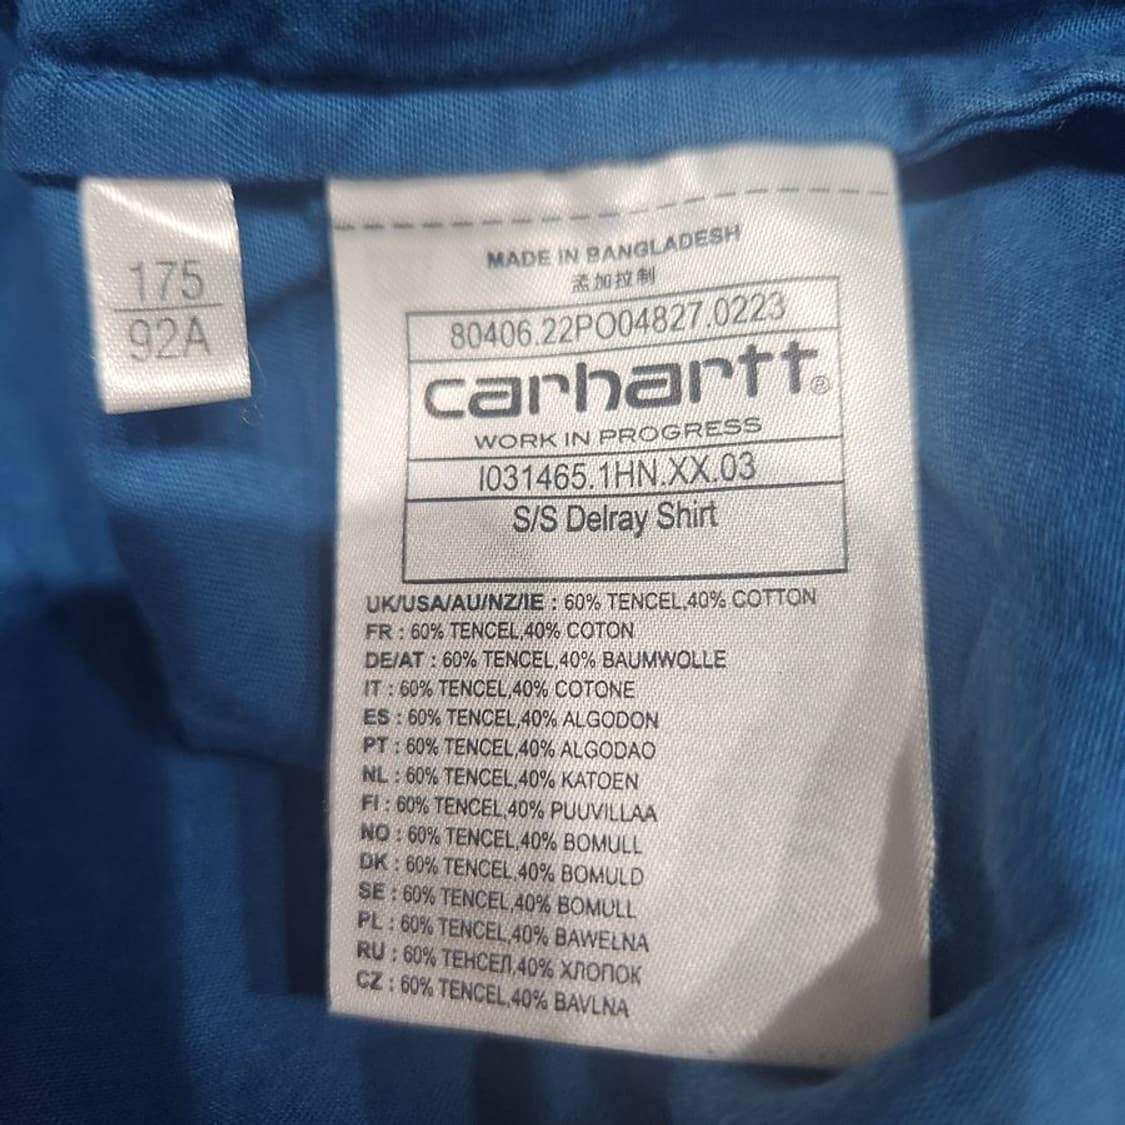 175
92A
MADE IN BANGLADESH
孟加拉制
80406.22PO04827.0223
carhartt®
WORK IN PROGRESS
I031465.1HN.XX.03
S/S Delray Shirt
UK/USA/AU/NZ/IE : 60% TENCEL,40% COTTON
FR : 60% TENCEL,40% COTON
DE/AT : 60% TENCEL,40% BAUMWOLLE
IT : 60% TENCEL,40% COTONE
ES : 60% TENCEL,40% ALGODON
PT : 60% TENCEL,40% ALGODAO
NL : 60% TENCEL,40% KATOEN
FI : 60% TENCEL,40% PUUVILLAA
NO : 60% TENCEL,40% BOMULL
DK : 60% TENCEL,40% BOMULD
SE : 60% TENCEL,40% BOMULL
PL : 60% TENCEL,40% BAWEŁNA
RU : 60% ТЕНСЕЛ,40% ХЛОПОК
CZ : 60% TENCEL,40% BAVLNA